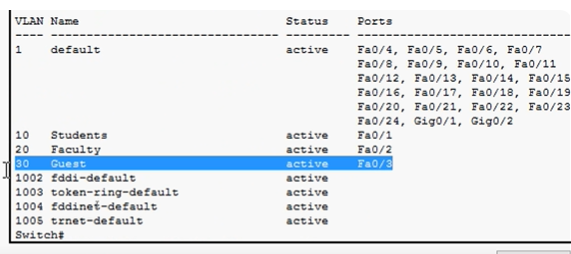 VLAN Name Status Ports
---- -------------------------------- --------- -------------------------------
1 default active Fa0/4, Fa0/5, Fa0/6, Fa0/7
Fa0/8, Fa0/9, Fa0/10, Fa0/11
Fa0/12, Fa0/13, Fa0/14, Fa0/15
Fa0/16, Fa0/17, Fa0/18, Fa0/19
Fa0/20, Fa0/21, Fa0/22, Fa0/23
Fa0/24, Gig0/1, Gig0/2
10 Students active Fa0/1
20 Faculty active Fa0/2
30 Guest active Fa0/3
1002 fddi-default active
1003 token-ring-default active
1004 fddinet-default active
1005 trnet-default active
Switch#